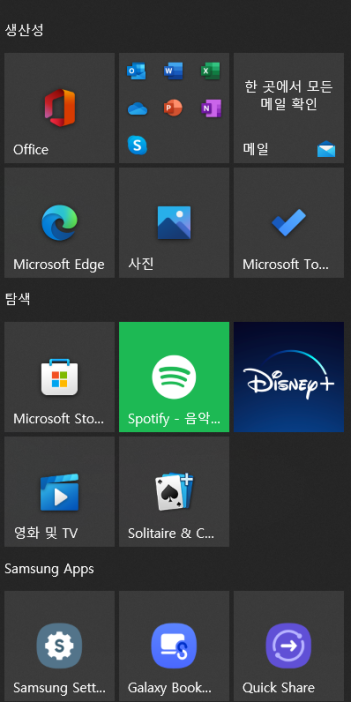 생산성
Office
한 곳에서 모든
메일 확인
메일
Microsoft Edge
사진
Microsoft To...
탐색
Microsoft Sto...
Spotify - 음악...
Disney+
영화 및 TV
Solitaire & C...
Samsung Apps
Samsung Sett...
Galaxy Book...
Quick Share